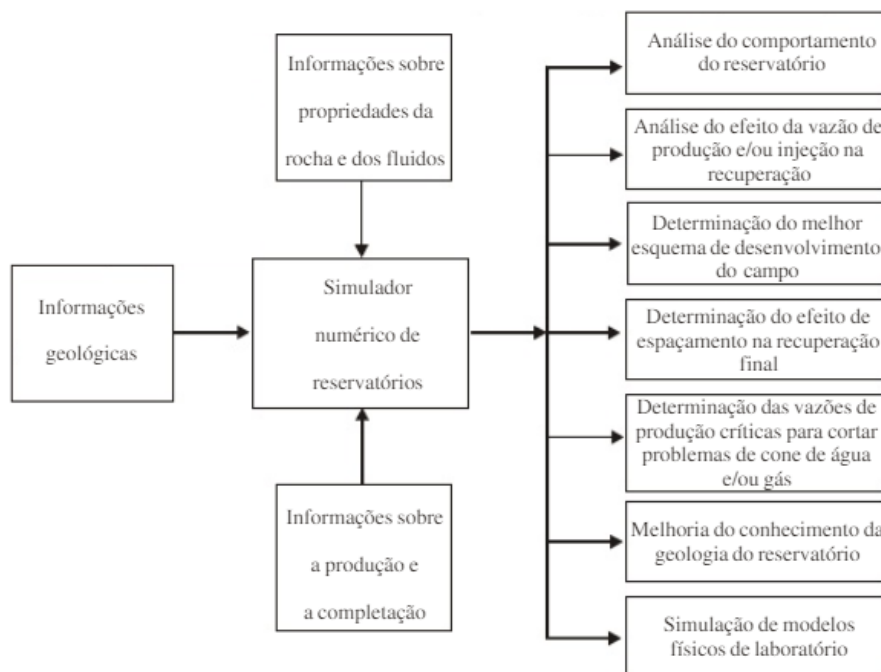 Informações sobre
propriedades da
rocha e dos fluidos
Informações
geológicas
Simulador
numérico de
reservatórios
Informações sobre
a produção e
a completação
Análise do comportamento
do reservatório
Análise do efeito da vazão de
produção e/ou injeção na
recuperação
Determinação do melhor
esquema de desenvolvimento
do campo
Determinação do efeito de
espaçamento na recuperação
final
Determinação das vazões de
produção críticas para cortar
problemas de cone de água
e/ou gás
Melhoria do conhecimento da
geologia do reservatório
Simulação de modelos
físicos de laboratório